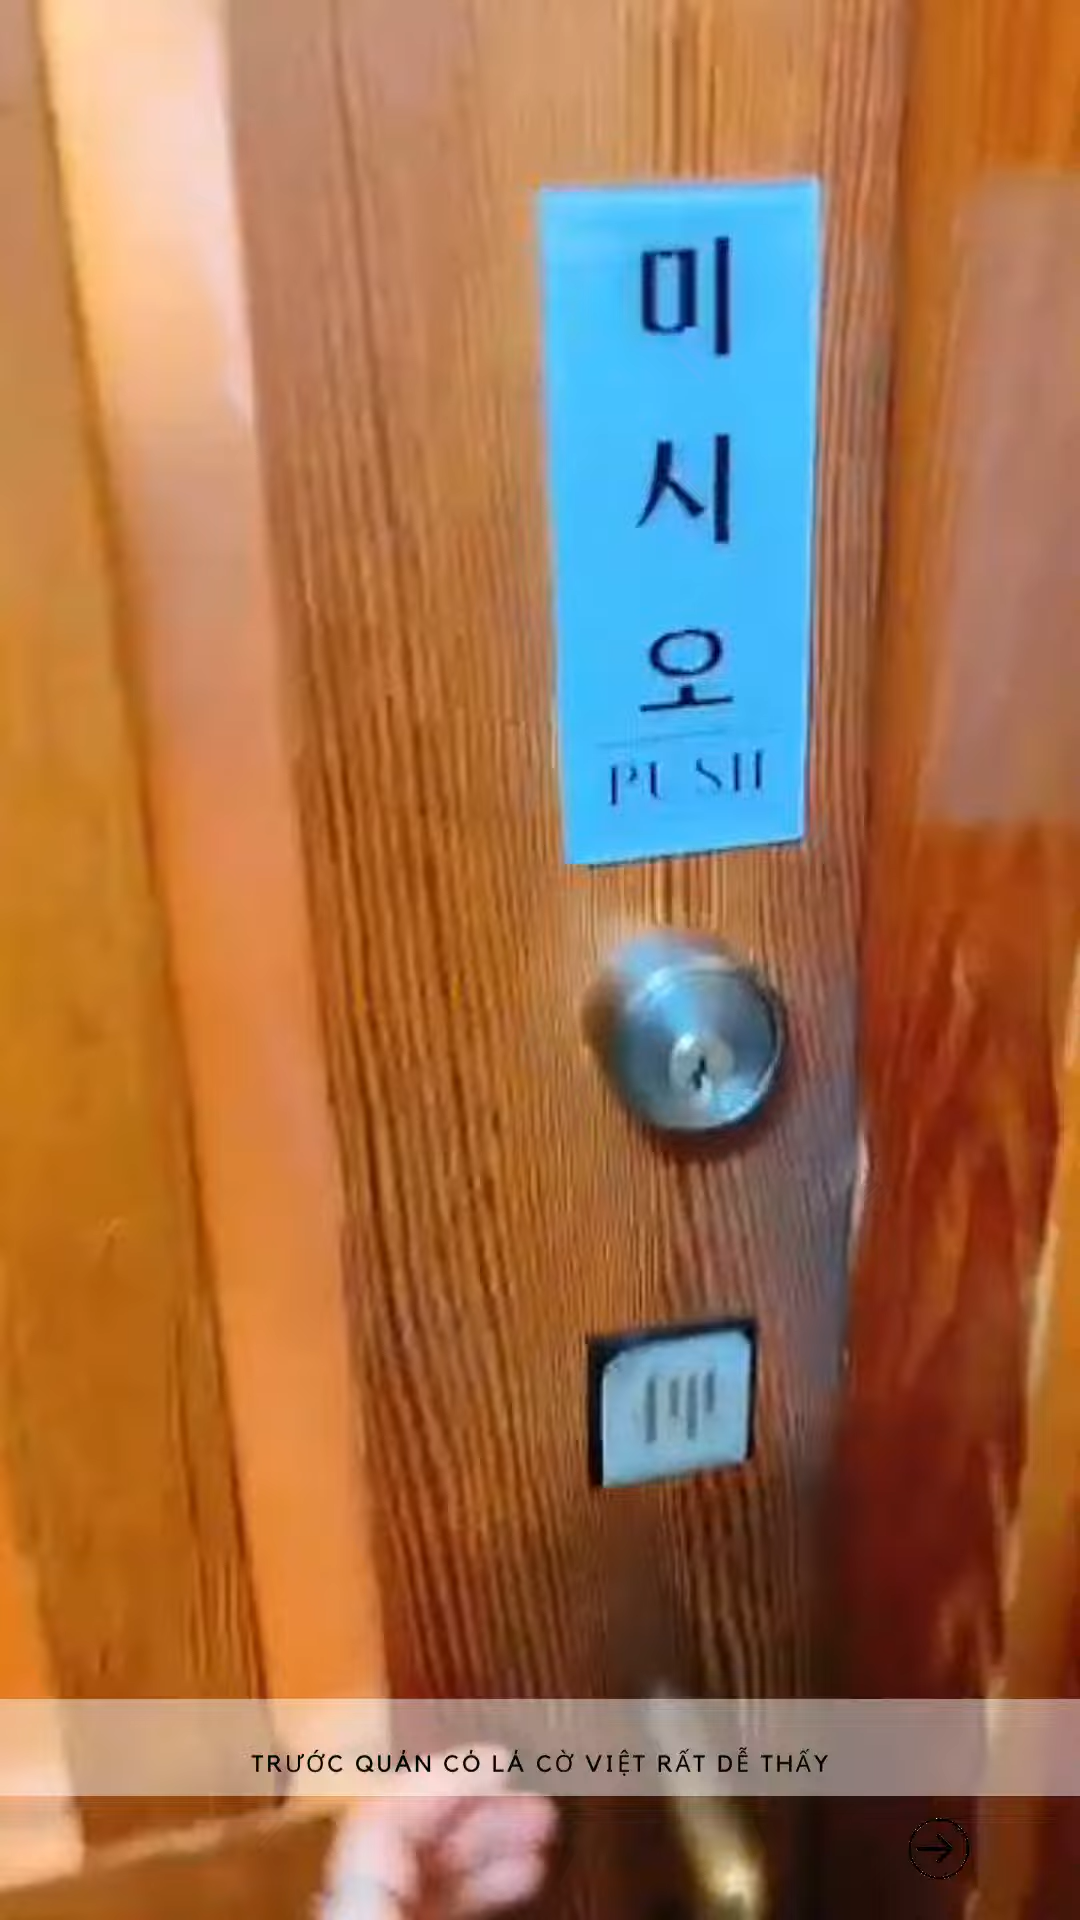 미
시
오
PUSH
TRƯỚC QUÁN CÓ LÁ CỜ VIỆT RẤT DỄ THẤY